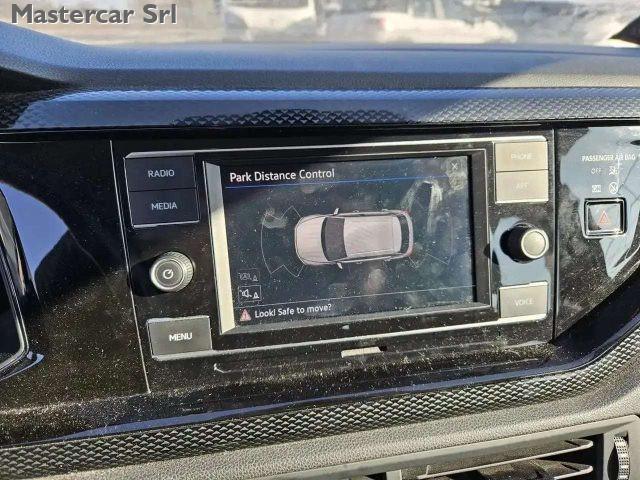 Mastercar Srl
RADIO
MEDIA
MENU
Park Distance Control
Look! Safe to move?
PHONE
APP
VOICE
PASSENGER AIR BAG
OFF
ON